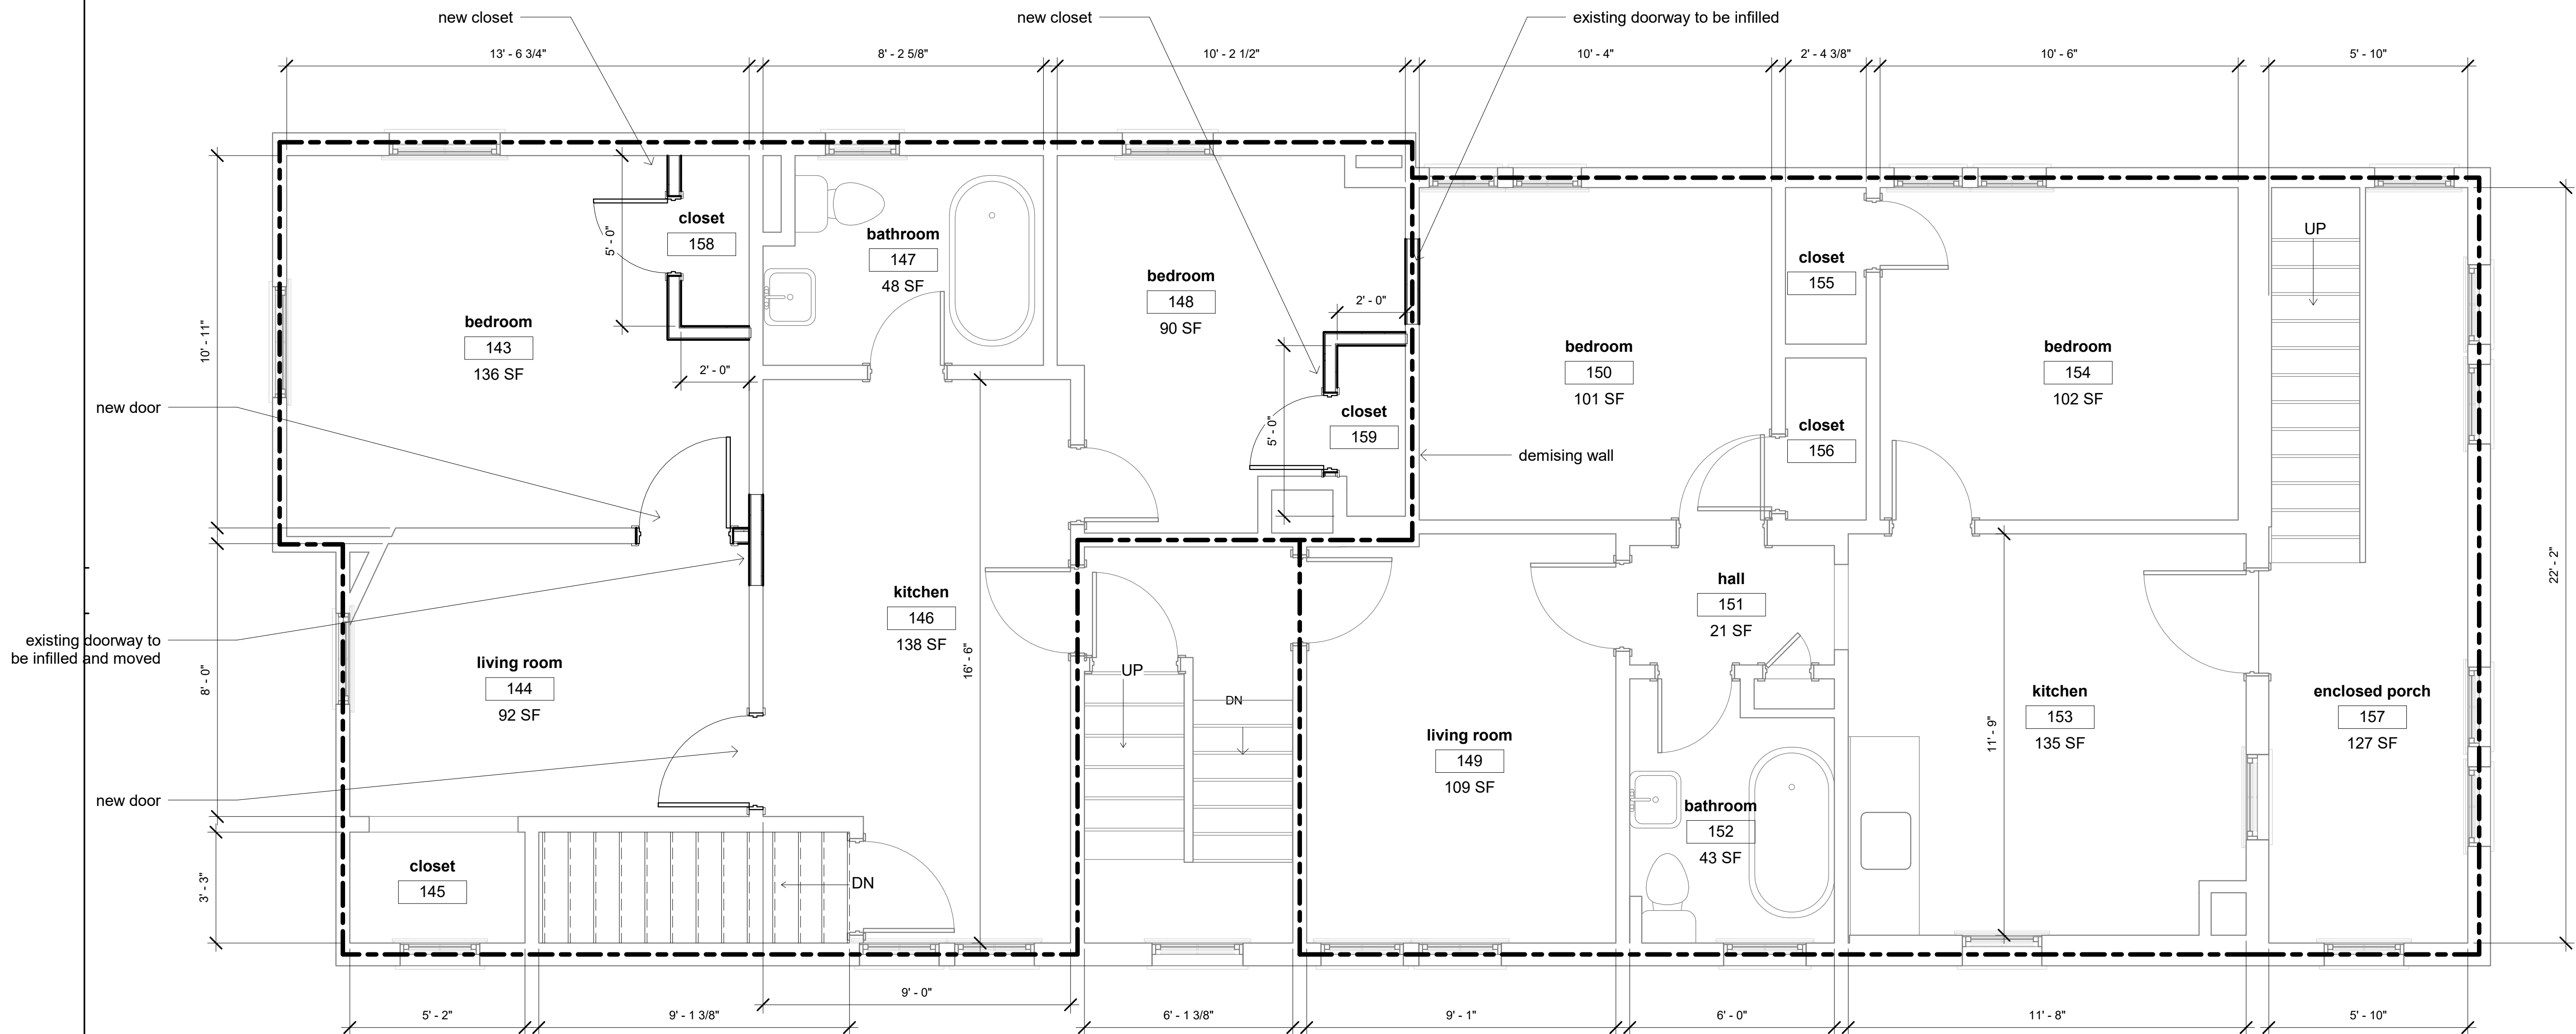 new closet
new closet
existing doorway to be infilled
13' - 6 3/4"
8' - 2 5/8"
10' - 2 1/2"
10' - 4"
2' - 4 3/8"
10' - 6"
5' - 10"
closet
158
5' - 0"
2' - 0"
bedroom
143
136 SF
10' - 11"
bathroom
147
48 SF
bedroom
148
90 SF
2' - 0"
closet
159
5' - 0"
bedroom
150
101 SF
closet
155
closet
156
bedroom
154
102 SF
UP
22' - 2"
new door
demising wall
existing doorway to
be infilled and moved
living room
144
92 SF
8' - 0"
kitchen
146
138 SF
16' - 6"
UP
DN
hall
151
21 SF
living room
149
109 SF
kitchen
153
135 SF
11' - 9"
enclosed porch
157
127 SF
new door
bathroom
152
43 SF
closet
145
3' - 3"
DN
9' - 0"
5' - 2"
9' - 1 3/8"
6' - 1 3/8"
9' - 1"
6' - 0"
11' - 8"
5' - 10"